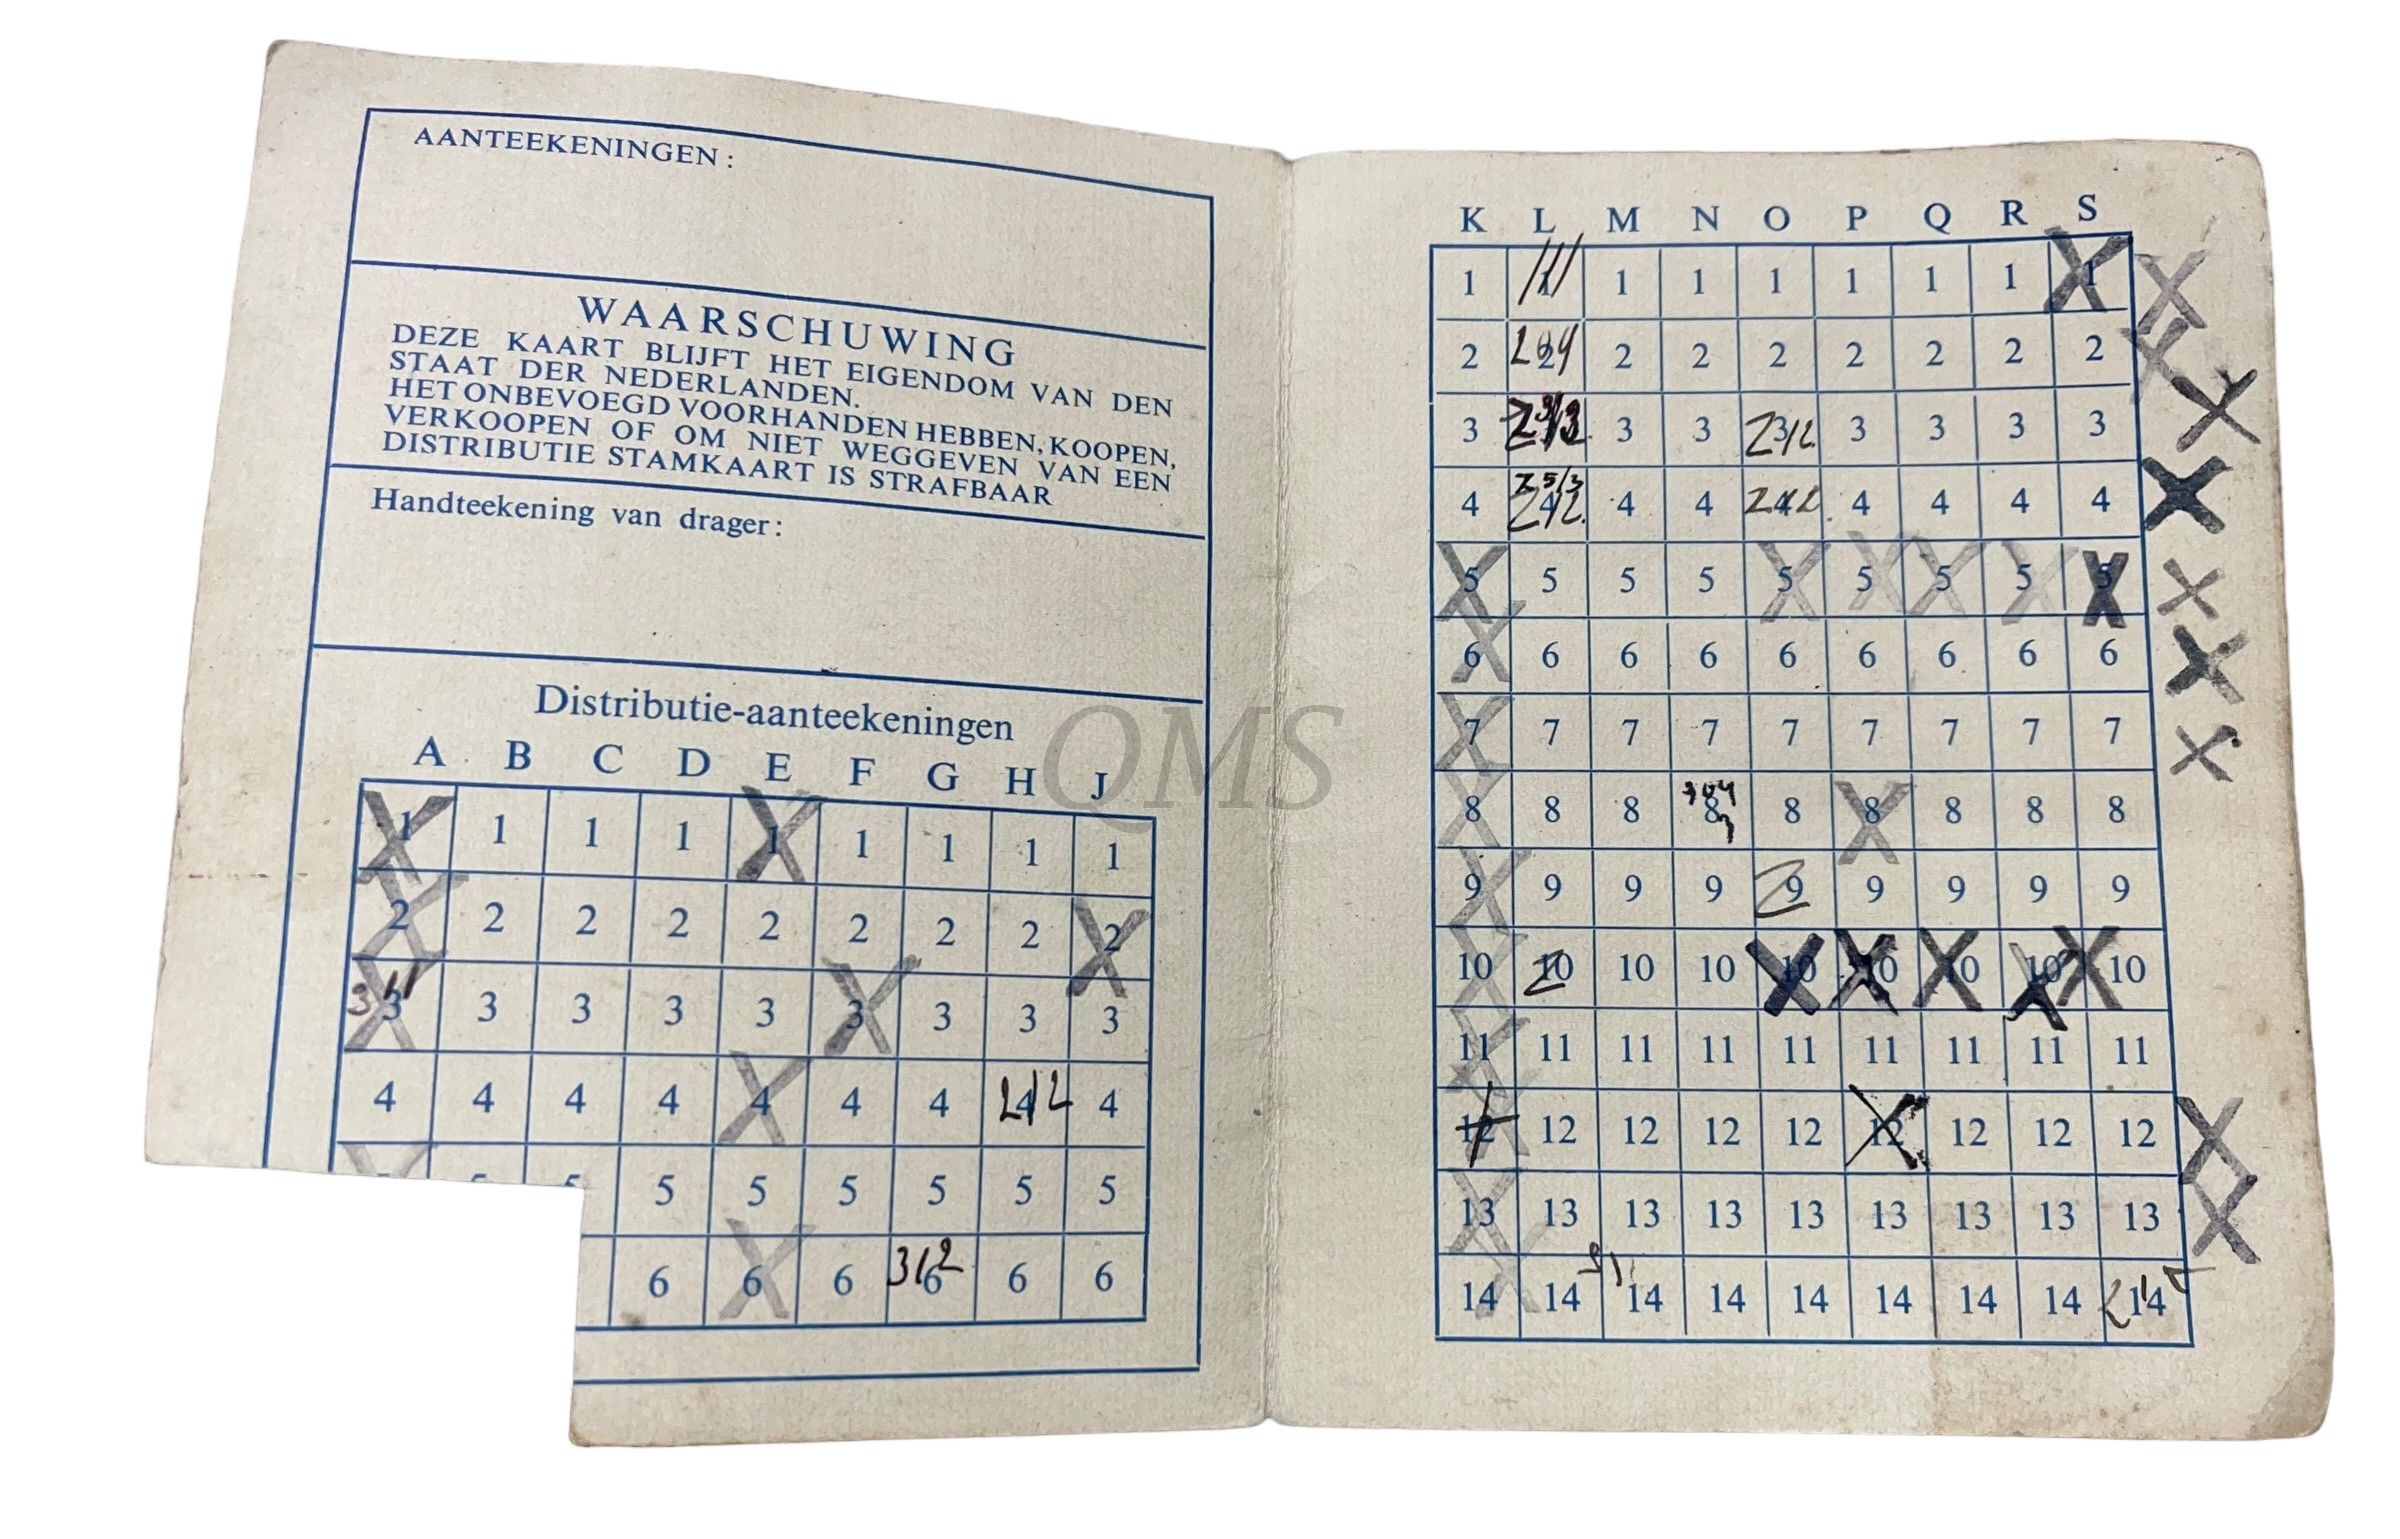 AANTEEKENINGEN:
WAARSCHUWING
DEZE KAART BLIJFT HET EIGENDOM VAN DEN
STAAT DER NEDERLANDEN.
HET ONBEVOEGD VOORHANDEN HEBBEN, KOOPEN,
VERKOOPEN OF OM NIET WEGGEVEN VAN EEN
DISTRIBUTIE STAMKAART IS STRAFBAAR
Handteekening van drager:
Distributie-aanteekeningen
A B C D E F G H J
1 1 1 1 1 1 1 1 1
2 2 2 2 2 2 2 2 2
3 3 3 3 3 3 3 3 3
4 4 4 4 4 4 4 4 4
5 5 5 5 5 5
6 6 6 6 6 6
QMS
K L M N O P Q R S
1 1 1 1 1 1 1 1 1
2 2 2 2 2 2 2 2 2
3 3 3 3 3 3 3 3
4 4 4 4 4 4 4 4 4
5 5 5 5 5 5 5 5 5
6 6 6 6 6 6 6 6 6
7 7 7 7 7 7 7 7 7
8 8 8 8 8 8 8 8 8
9 9 9 9 9 9 9 9 9
10 10 10 10 10 10 10 10 10
11 11 11 11 11 11 11 11 11
12 12 12 12 12 12 12 12 12
13 13 13 13 13 13 13 13 13
14 14 14 14 14 14 14 14 14